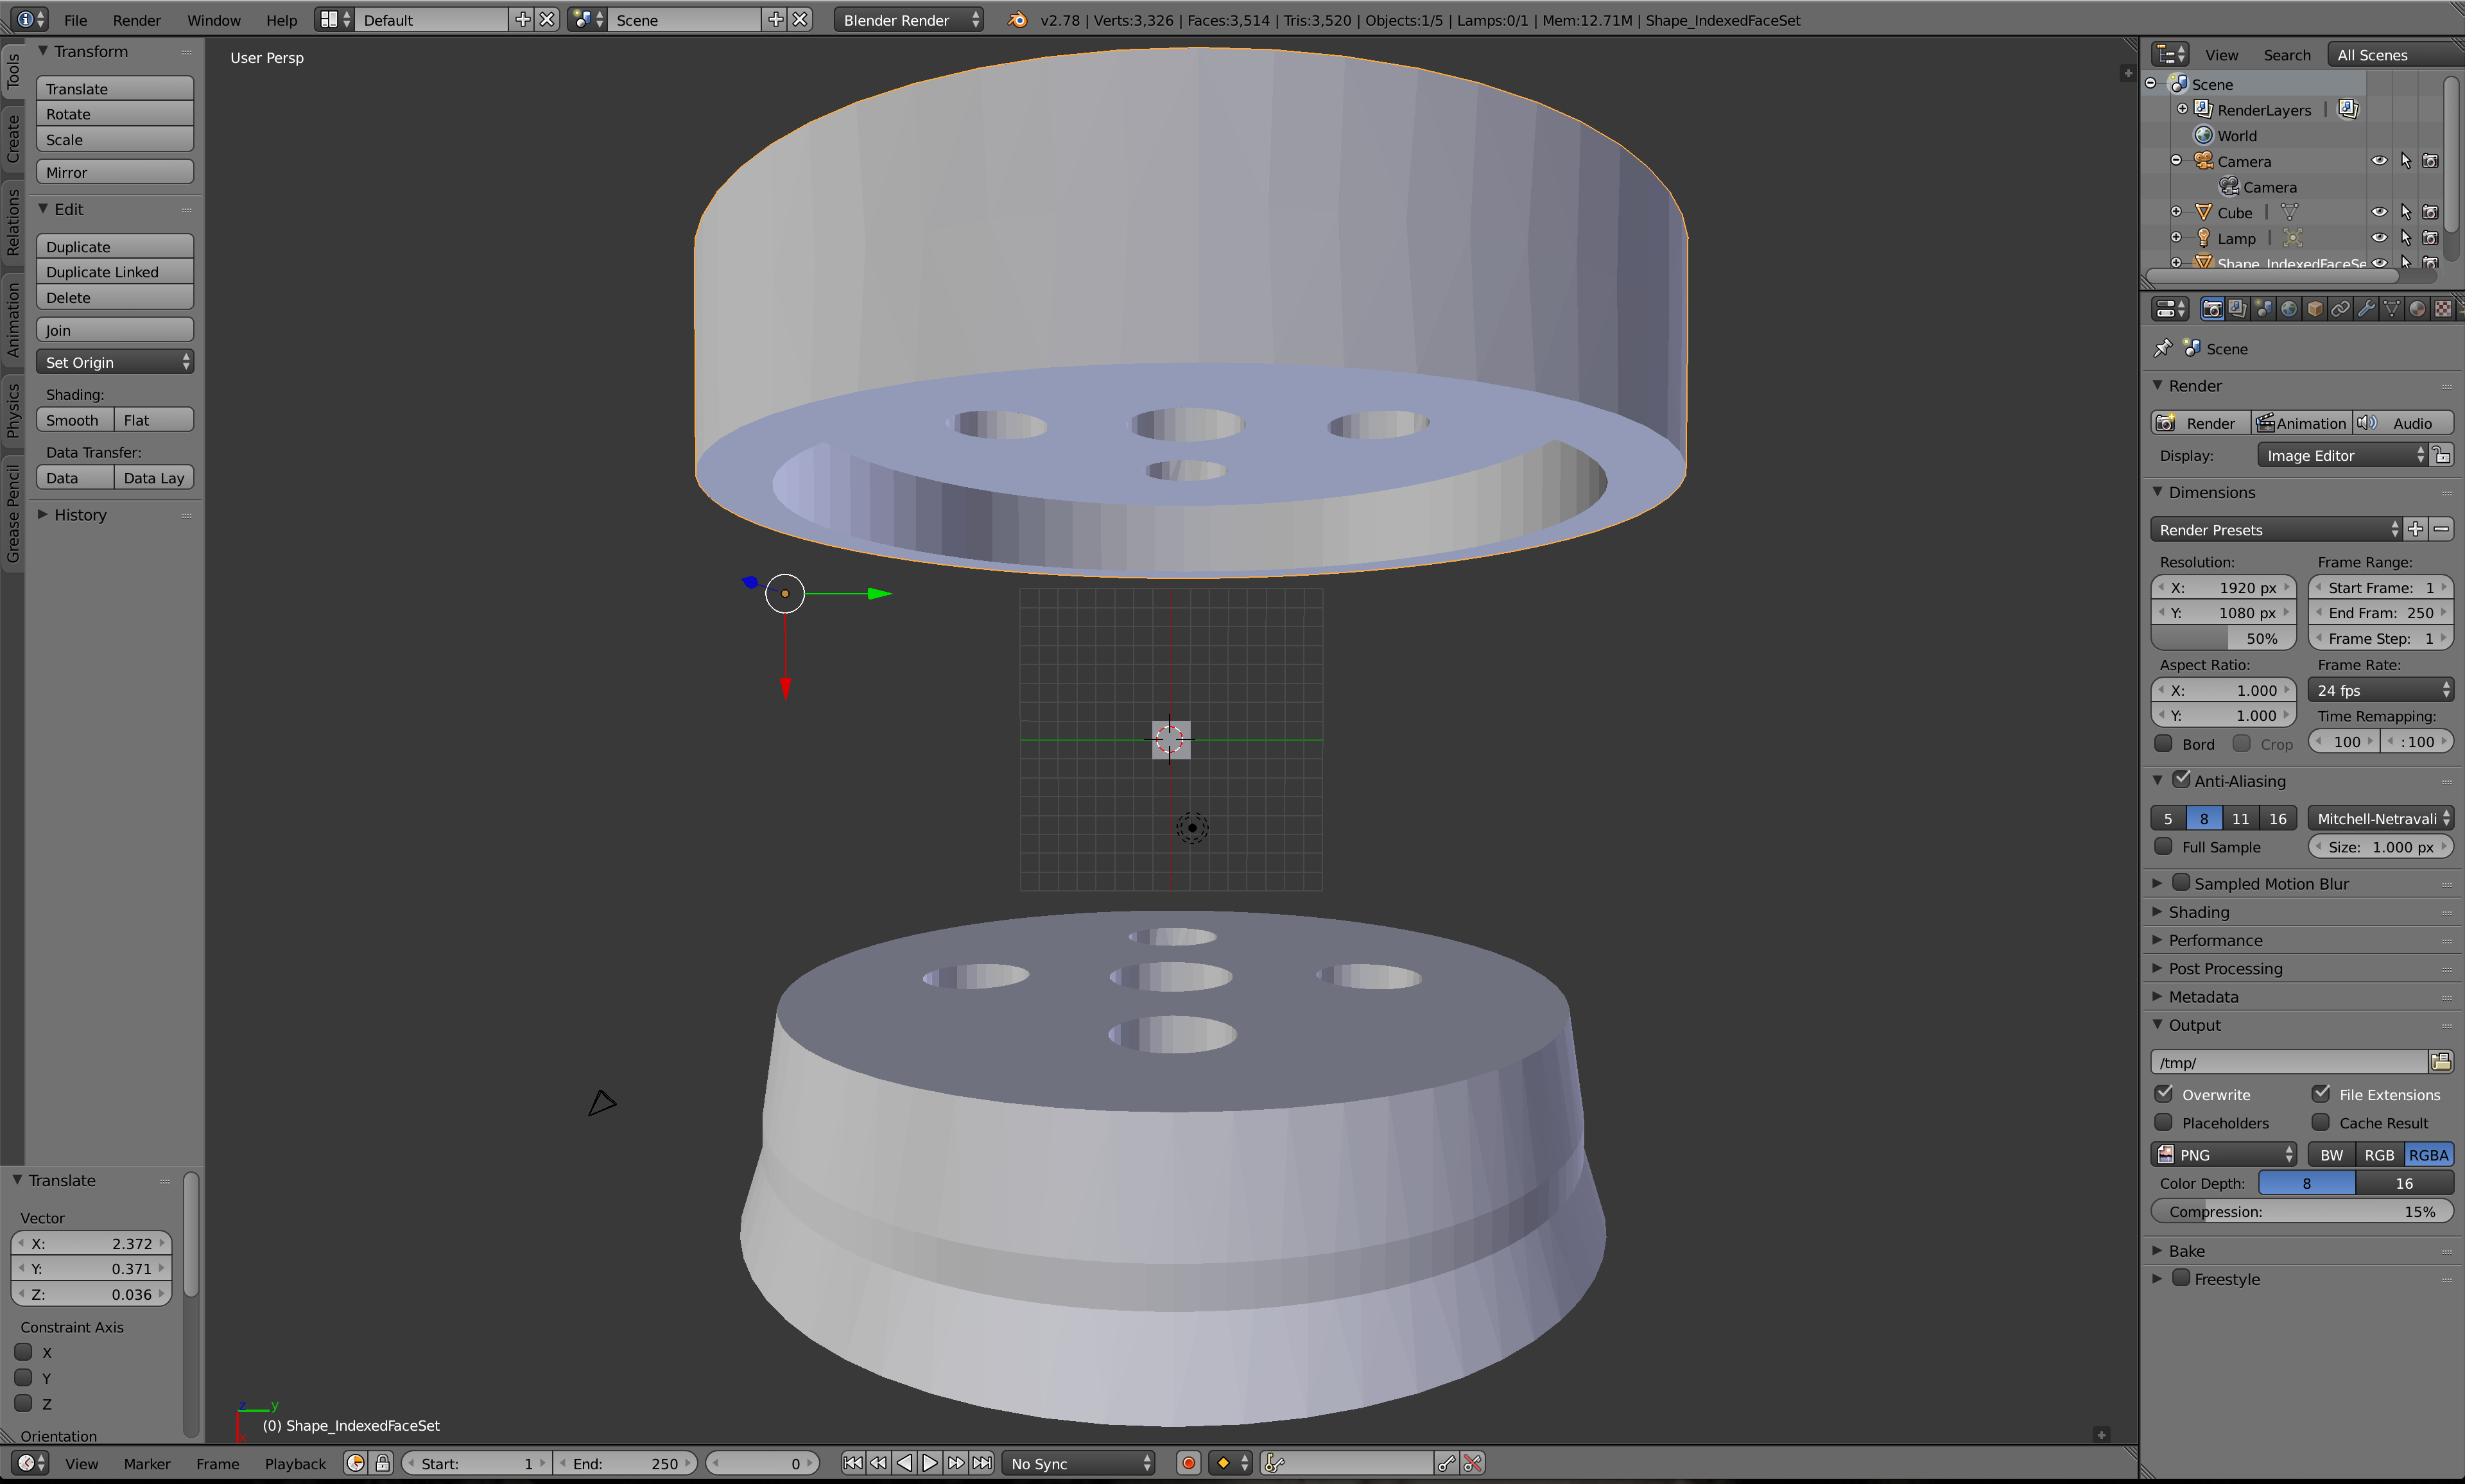 File Render Window Help Default Scene Blender Render v2.78 | Verts:3,326 | Faces:3,514 | Tris:3,520 | Objects:1/5 | Lamps:0/1 | Mem:12.71M | Shape_IndexedFaceSet
Tools
Create
Relations
Animation
Physics
Grease Pencil
Transform
Translate
Rotate
Scale
Mirror
Edit
Duplicate
Duplicate Linked
Delete
Join
Set Origin
Shading:
Smooth Flat
Data Transfer:
Data Data Lay
History
Translate
Vector
X: 2.372
Y: 0.371
Z: 0.036
Constraint Axis
X
Y
Z
Orientation
User Persp
z y
x
(0) Shape_IndexedFaceSet
View Search All Scenes
Scene
RenderLayers |
World
Camera
Camera
Cube |
Lamp |
Shape_IndexedFaceSe
Scene
Render
Render Animation Audio
Display: Image Editor
Dimensions
Render Presets
Resolution: Frame Range:
X: 1920 px Start Frame: 1
Y: 1080 px End Fram: 250
50% Frame Step: 1
Aspect Ratio: Frame Rate:
X: 1.000 24 fps
Y: 1.000 Time Remapping:
Bord Crop 100 : 100
Anti-Aliasing
5 8 11 16 Mitchell-Netravali
Full Sample Size: 1.000 px
Sampled Motion Blur
Shading
Performance
Post Processing
Metadata
Output
/tmp/
Overwrite File Extensions
Placeholders Cache Result
PNG BW RGB RGBA
Color Depth: 8 16
Compression: 15%
Bake
Freestyle
View Marker Frame Playback Start: 1 End: 250 0 No Sync